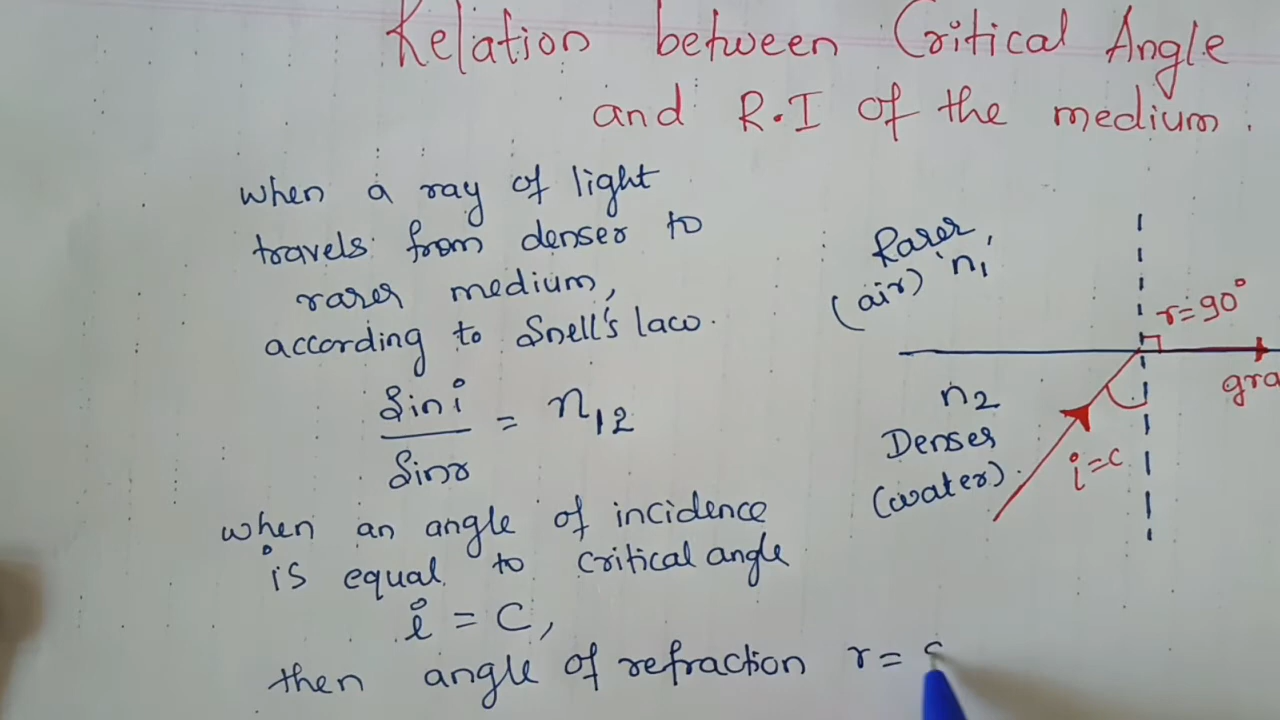 Relation between Critical Angle
and R.I of the medium.
when a ray of light
travels from denser to
rarer medium,
according to Snell's law.
Sin i
Sin r
= n12
when an angle of incidence
is equal to critical angle
i = C,
then angle of refraction r =
Rarer,
(air) n1
r=90°
gra
n2
Denser
(water)
i=c